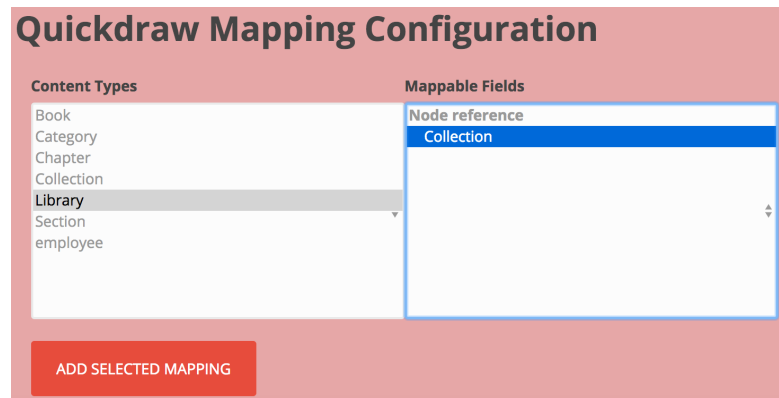 Quickdraw Mapping Configuration
Content Types
Book
Category
Chapter
Collection
Library
Section
employee
Mappable Fields
Node reference
Collection
ADD SELECTED MAPPING